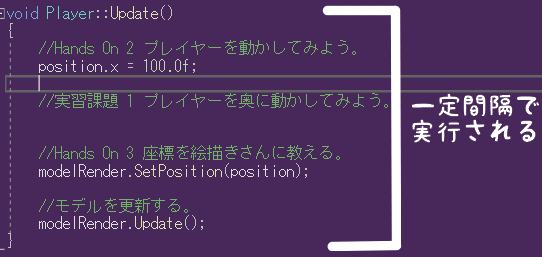 void Player::Update()
{
//Hands On 2 プレイヤーを動かしてみよう。
position.x = 100.0f;
//実習課題 1 プレイヤーを奥に動かしてみよう。
//Hands On 3 座標を絵描きさんに教える。
modelRender.SetPosition(position);
//モデルを更新する。
modelRender.Update();
}
一定間隔で
実行される